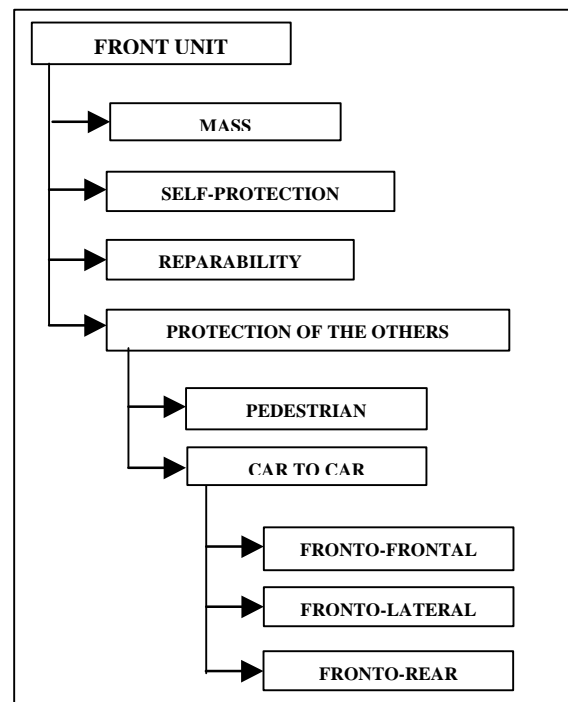 FRONT UNIT
MASS
SELF-PROTECTION
REPARABILITY
PROTECTION OF THE OTHERS
PEDESTRIAN
CAR TO CAR
FRONTO-FRONTAL
FRONTO-LATERAL
FRONTO-REAR